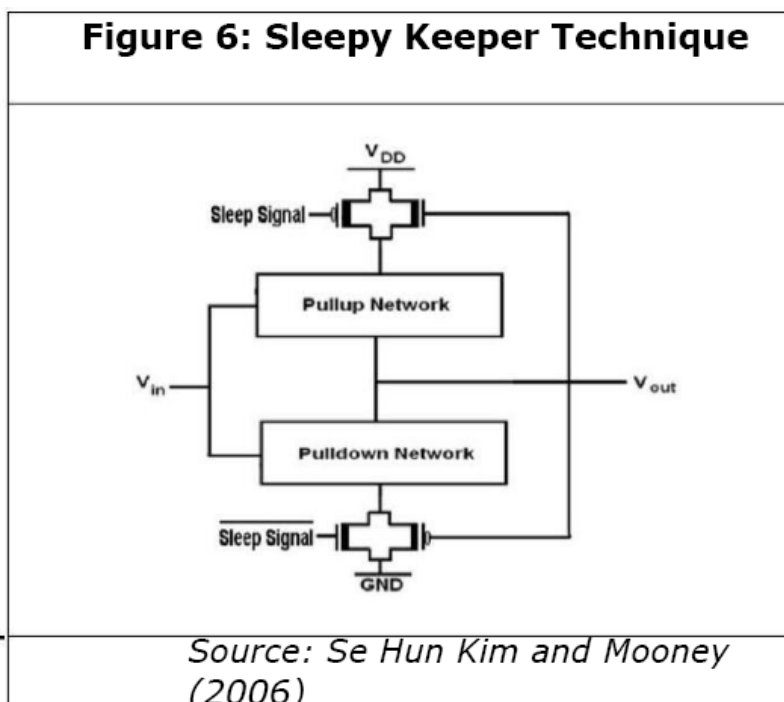 Figure 6: Sleepy Keeper Technique
VDD
Sleep Signal
Pullup Network
Vin
Vout
Pulldown Network
Sleep Signal
GND
Source: Se Hun Kim and Mooney
(2006)